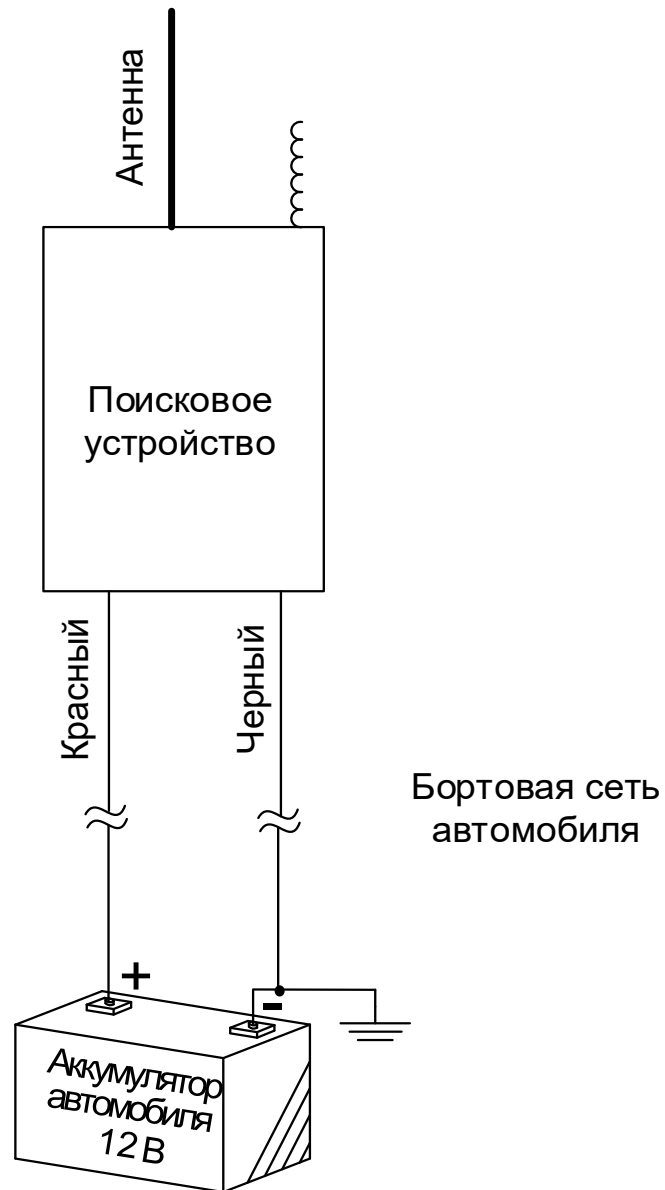 Антенна
Поисковое
устройство
Красный
Черный
Бортовая сеть
автомобиля
+
-
Аккумулятор
автомобиля
12 В